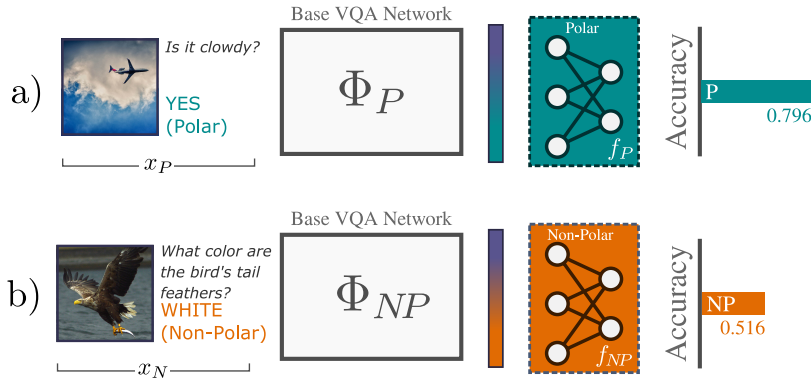 Base VQA Network
a)
Is it clowdy?
YES
(Polar)
x_P
Φ_P
Polar
f_P
Accuracy
P
0.796
Base VQA Network
b)
What color are
the bird's tail
feathers?
WHITE
(Non-Polar)
x_N
Φ_NP
Non-Polar
f_NP
Accuracy
NP
0.516